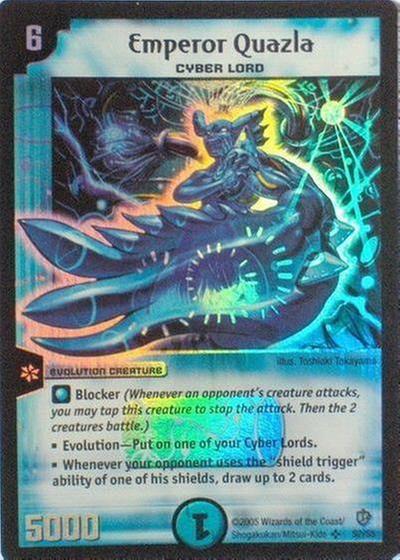 6
Emperor Quazla
CYBER LORD
illus. Toshiaki Takayama
EVOLUTION CREATURE
Blocker (Whenever an opponent's creature attacks,
you may tap this creature to stop the attack. Then the 2
creatures battle.)
▪ Evolution—Put on one of your Cyber Lords.
▪ Whenever your opponent uses the "shield trigger"
ability of one of his shields, draw up to 2 cards.
5000
1
©2005 Wizards of the Coast/
Shogakukan/Mitsui-Kids